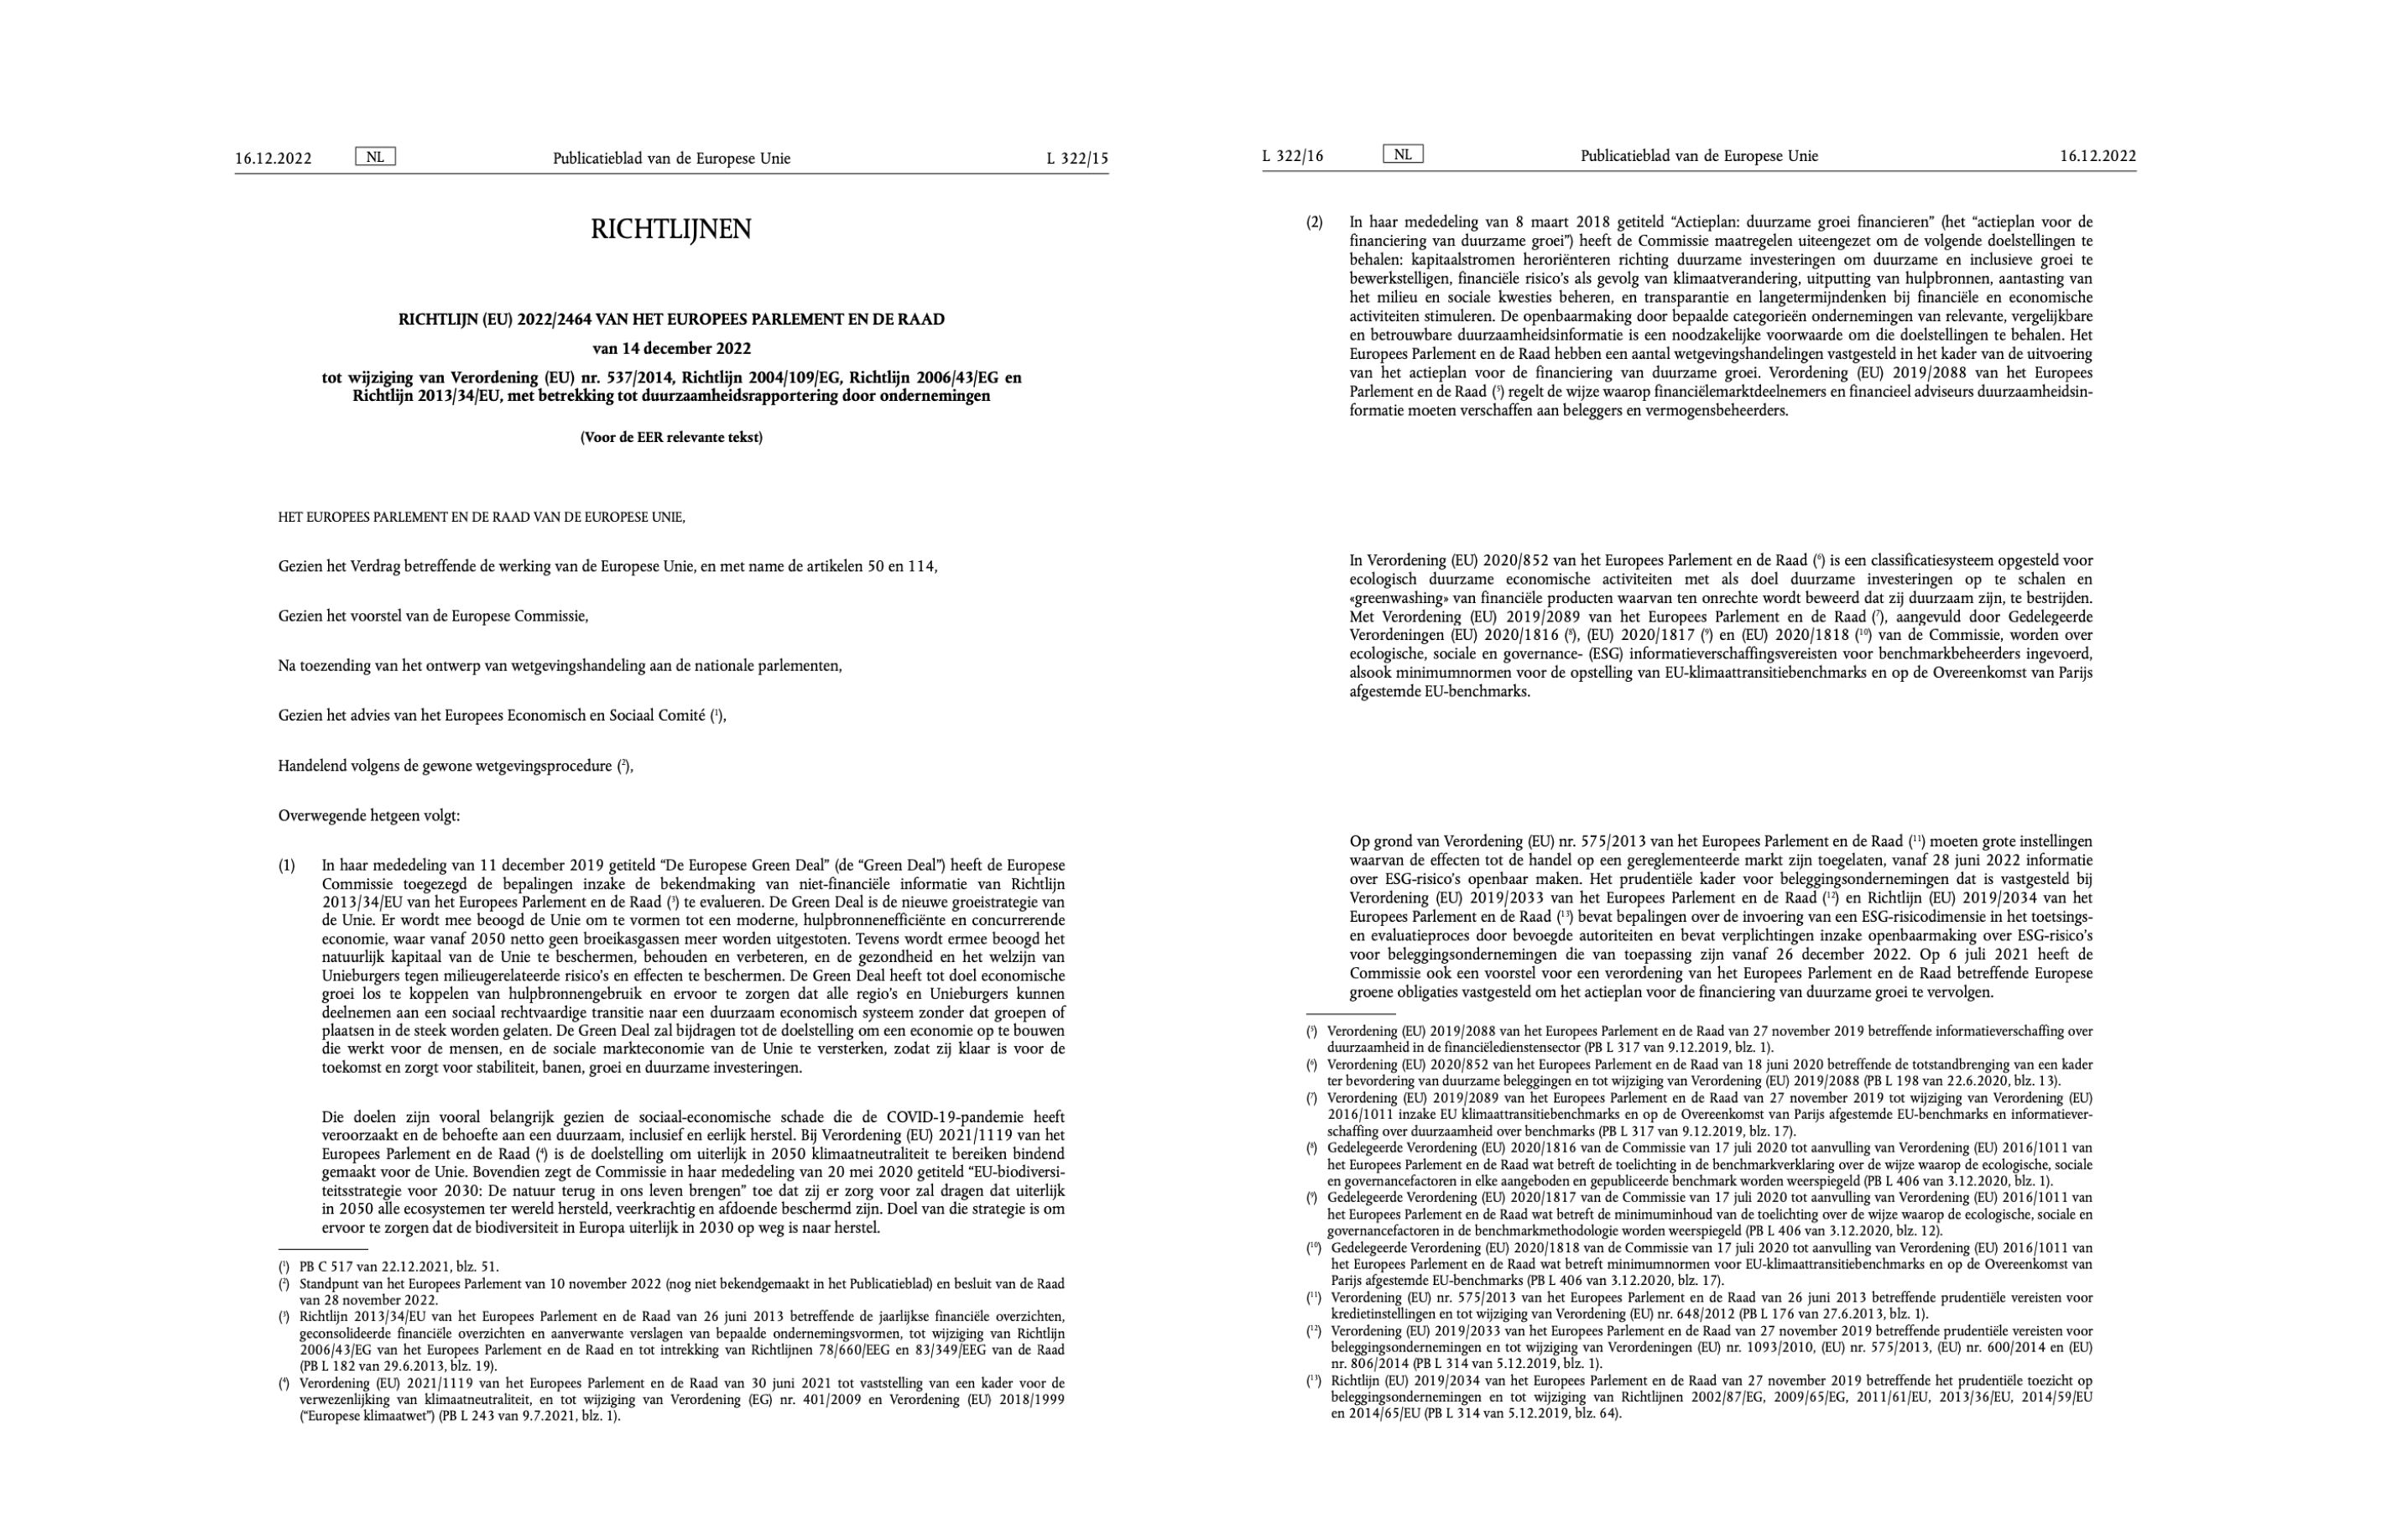 16.12.2022 NL Publicatieblad van de Europese Unie L 322/15
RICHTLIJNEN
RICHTLIJN (EU) 2022/2464 VAN HET EUROPEES PARLEMENT EN DE RAAD
van 14 december 2022
tot wijziging van Verordening (EU) nr. 537/2014, Richtlijn 2004/109/EG, Richtlijn 2006/43/EG en
Richtlijn 2013/34/EU, met betrekking tot duurzaamheidsrapportering door ondernemingen
(Voor de EER relevante tekst)
HET EUROPEES PARLEMENT EN DE RAAD VAN DE EUROPESE UNIE,
Gezien het Verdrag betreffende de werking van de Europese Unie, en met name de artikelen 50 en 114,
Gezien het voorstel van de Europese Commissie,
Na toezending van het ontwerp van wetgevingshandeling aan de nationale parlementen,
Gezien het advies van het Europees Economisch en Sociaal Comité (¹),
Handelend volgens de gewone wetgevingsprocedure (²),
Overwegende hetgeen volgt:
(1) In haar mededeling van 11 december 2019 getiteld “De Europese Green Deal” (de “Green Deal”) heeft de Europese
Commissie toegezegd de bepalingen inzake de bekendmaking van niet-financiële informatie van Richtlijn
2013/34/EU van het Europees Parlement en de Raad (³) te evalueren. De Green Deal is de nieuwe groeistrategie van
de Unie. Er wordt mee beoogd de Unie om te vormen tot een moderne, hulpbronnenefficiënte en concurrerende
economie, waar vanaf 2050 netto geen broeikasgassen meer worden uitgestoten. Tevens wordt ermee beoogd het
natuurlijk kapitaal van de Unie te beschermen, behouden en verbeteren, en de gezondheid en het welzijn van
Unieburgers tegen milieugerelateerde risico’s en effecten te beschermen. De Green Deal heeft tot doel economische
groei los te koppelen van hulpbronnengebruik en ervoor te zorgen dat alle regio’s en Unieburgers kunnen
deelnemen aan een sociaal rechtvaardige transitie naar een duurzaam economisch systeem zonder dat groepen of
plaatsen in de steek worden gelaten. De Green Deal zal bijdragen tot de doelstelling om een economie op te bouwen
die werkt voor de mensen, en de sociale markteconomie van de Unie te versterken, zodat zij klaar is voor de
toekomst en zorgt voor stabiliteit, banen, groei en duurzame investeringen.
Die doelen zijn vooral belangrijk gezien de sociaal-economische schade die de COVID-19-pandemie heeft
veroorzaakt en de behoefte aan een duurzaam, inclusief en eerlijk herstel. Bij Verordening (EU) 2021/1119 van het
Europees Parlement en de Raad (⁴) is de doelstelling om uiterlijk in 2050 klimaatneutraliteit te bereiken bindend
gemaakt voor de Unie. Bovendien zegt de Commissie in haar mededeling van 20 mei 2020 getiteld “EU-biodiversi-
teitsstrategie voor 2030: De natuur terug in ons leven brengen” toe dat zij er zorg voor zal dragen dat uiterlijk
in 2050 alle ecosystemen ter wereld hersteld, veerkrachtig en afdoende beschermd zijn. Doel van die strategie is om
ervoor te zorgen dat de biodiversiteit in Europa uiterlijk in 2030 op weg is naar herstel.
(¹) PB C 517 van 22.12.2021, blz. 51.
(²) Standpunt van het Europees Parlement van 10 november 2022 (nog niet bekendgemaakt in het Publicatieblad) en besluit van de Raad
van 28 november 2022.
(³) Richtlijn 2013/34/EU van het Europees Parlement en de Raad van 26 juni 2013 betreffende de jaarlijkse financiële overzichten,
geconsolideerde financiële overzichten en aanverwante verslagen van bepaalde ondernemingsvormen, tot wijziging van Richtlijn
2006/43/EG van het Europees Parlement en de Raad en tot intrekking van Richtlijnen 78/660/EEG en 83/349/EEG van de Raad
(PB L 182 van 29.6.2013, blz. 19).
(⁴) Verordening (EU) 2021/1119 van het Europees Parlement en de Raad van 30 juni 2021 tot vaststelling van een kader voor de
verwezenlijking van klimaatneutraliteit, en tot wijziging van Verordening (EG) nr. 401/2009 en Verordening (EU) 2018/1999
(“Europese klimaatwet”) (PB L 243 van 9.7.2021, blz. 1).
L 322/16 NL Publicatieblad van de Europese Unie 16.12.2022
(2) In haar mededeling van 8 maart 2018 getiteld “Actieplan: duurzame groei financieren” (het “actieplan voor de
financiering van duurzame groei”) heeft de Commissie maatregelen uiteengezet om de volgende doelstellingen te
behalen: kapitaalstromen heroriënteren richting duurzame investeringen om duurzame en inclusieve groei te
bewerkstelligen, financiële risico’s als gevolg van klimaatverandering, uitputting van hulpbronnen, aantasting van
het milieu en sociale kwesties beheren, en transparantie en langetermijndenken bij financiële en economische
activiteiten stimuleren. De openbaarmaking door bepaalde categorieën ondernemingen van relevante, vergelijkbare
en betrouwbare duurzaamheidsinformatie is een noodzakelijke voorwaarde om die doelstellingen te behalen. Het
Europees Parlement en de Raad hebben een aantal wetgevingshandelingen vastgesteld in het kader van de uitvoering
van het actieplan voor de financiering van duurzame groei. Verordening (EU) 2019/2088 van het Europees
Parlement en de Raad (⁵) regelt de wijze waarop financiëlemarktdeelnemers en financieel adviseurs duurzaamheidsin-
formatie moeten verschaffen aan beleggers en vermogensbeheerders.
In Verordening (EU) 2020/852 van het Europees Parlement en de Raad (⁶) is een classificatiesysteem opgesteld voor
ecologisch duurzame economische activiteiten met als doel duurzame investeringen op te schalen en
«greenwashing» van financiële producten waarvan ten onrechte wordt beweerd dat zij duurzaam zijn, te bestrijden.
Met Verordening (EU) 2019/2089 van het Europees Parlement en de Raad (⁷), aangevuld door Gedelegeerde
Verordeningen (EU) 2020/1816 (⁸), (EU) 2020/1817 (⁹) en (EU) 2020/1818 (¹⁰) van de Commissie, worden over
ecologische, sociale en governance- (ESG) informatieverschaffingsvereisten voor benchmarkbeheerders ingevoerd,
alsook minimumnormen voor de opstelling van EU-klimaattransitiebenchmarks en op de Overeenkomst van Parijs
afgestemde EU-benchmarks.
Op grond van Verordening (EU) nr. 575/2013 van het Europees Parlement en de Raad (¹¹) moeten grote instellingen
waarvan de effecten tot de handel op een gereglementeerde markt zijn toegelaten, vanaf 28 juni 2022 informatie
over ESG-risico’s openbaar maken. Het prudentiële kader voor beleggingsondernemingen dat is vastgesteld bij
Verordening (EU) 2019/2033 van het Europees Parlement en de Raad (¹²) en Richtlijn (EU) 2019/2034 van het
Europees Parlement en de Raad (¹³) bevat bepalingen over de invoering van een ESG-risicodimensie in het toetsings-
en evaluatieproces door bevoegde autoriteiten en bevat verplichtingen inzake openbaarmaking over ESG-risico’s
voor beleggingsondernemingen die van toepassing zijn vanaf 26 december 2022. Op 6 juli 2021 heeft de
Commissie ook een voorstel voor een verordening van het Europees Parlement en de Raad betreffende Europese
groene obligaties vastgesteld om het actieplan voor de financiering van duurzame groei te vervolgen.
(⁵) Verordening (EU) 2019/2088 van het Europees Parlement en de Raad van 27 november 2019 betreffende informatieverschaffing over
duurzaamheid in de financiëledienstensector (PB L 317 van 9.12.2019, blz. 1).
(⁶) Verordening (EU) 2020/852 van het Europees Parlement en de Raad van 18 juni 2020 betreffende de totstandbrenging van een kader
ter bevordering van duurzame beleggingen en tot wijziging van Verordening (EU) 2019/2088 (PB L 198 van 22.6.2020, blz. 13).
(⁷) Verordening (EU) 2019/2089 van het Europees Parlement en de Raad van 27 november 2019 tot wijziging van Verordening (EU)
2016/1011 inzake EU klimaattransitiebenchmarks en op de Overeenkomst van Parijs afgestemde EU-benchmarks en informatiever-
schaffing over duurzaamheid over benchmarks (PB L 317 van 9.12.2019, blz. 17).
(⁸) Gedelegeerde Verordening (EU) 2020/1816 van de Commissie van 17 juli 2020 tot aanvulling van Verordening (EU) 2016/1011 van
het Europees Parlement en de Raad wat betreft de toelichting in de benchmarkverklaring over de wijze waarop de ecologische, sociale
en governancefactoren in elke aangeboden en gepubliceerde benchmark worden weerspiegeld (PB L 406 van 3.12.2020, blz. 1).
(⁹) Gedelegeerde Verordening (EU) 2020/1817 van de Commissie van 17 juli 2020 tot aanvulling van Verordening (EU) 2016/1011 van
het Europees Parlement en de Raad wat betreft de minimuminhoud van de toelichting over de wijze waarop de ecologische, sociale en
governancefactoren in de benchmarkmethodologie worden weerspiegeld (PB L 406 van 3.12.2020, blz. 12).
(¹⁰) Gedelegeerde Verordening (EU) 2020/1818 van de Commissie van 17 juli 2020 tot aanvulling van Verordening (EU) 2016/1011 van
het Europees Parlement en de Raad wat betreft minimumnormen voor EU-klimaattransitiebenchmarks en op de Overeenkomst van
Parijs afgestemde EU-benchmarks (PB L 406 van 3.12.2020, blz. 17).
(¹¹) Verordening (EU) nr. 575/2013 van het Europees Parlement en de Raad van 26 juni 2013 betreffende prudentiële vereisten voor
kredietinstellingen en tot wijziging van Verordening (EU) nr. 648/2012 (PB L 176 van 27.6.2013, blz. 1).
(¹²) Verordening (EU) 2019/2033 van het Europees Parlement en de Raad van 27 november 2019 betreffende prudentiële vereisten voor
beleggingsondernemingen en tot wijziging van Verordeningen (EU) nr. 1093/2010, (EU) nr. 575/2013, (EU) nr. 600/2014 en (EU)
nr. 806/2014 (PB L 314 van 5.12.2019, blz. 1).
(¹³) Richtlijn (EU) 2019/2034 van het Europees Parlement en de Raad van 27 november 2019 betreffende het prudentiële toezicht op
beleggingsondernemingen en tot wijziging van Richtlijnen 2002/87/EG, 2009/65/EG, 2011/61/EU, 2013/36/EU, 2014/59/EU
en 2014/65/EU (PB L 314 van 5.12.2019, blz. 64).